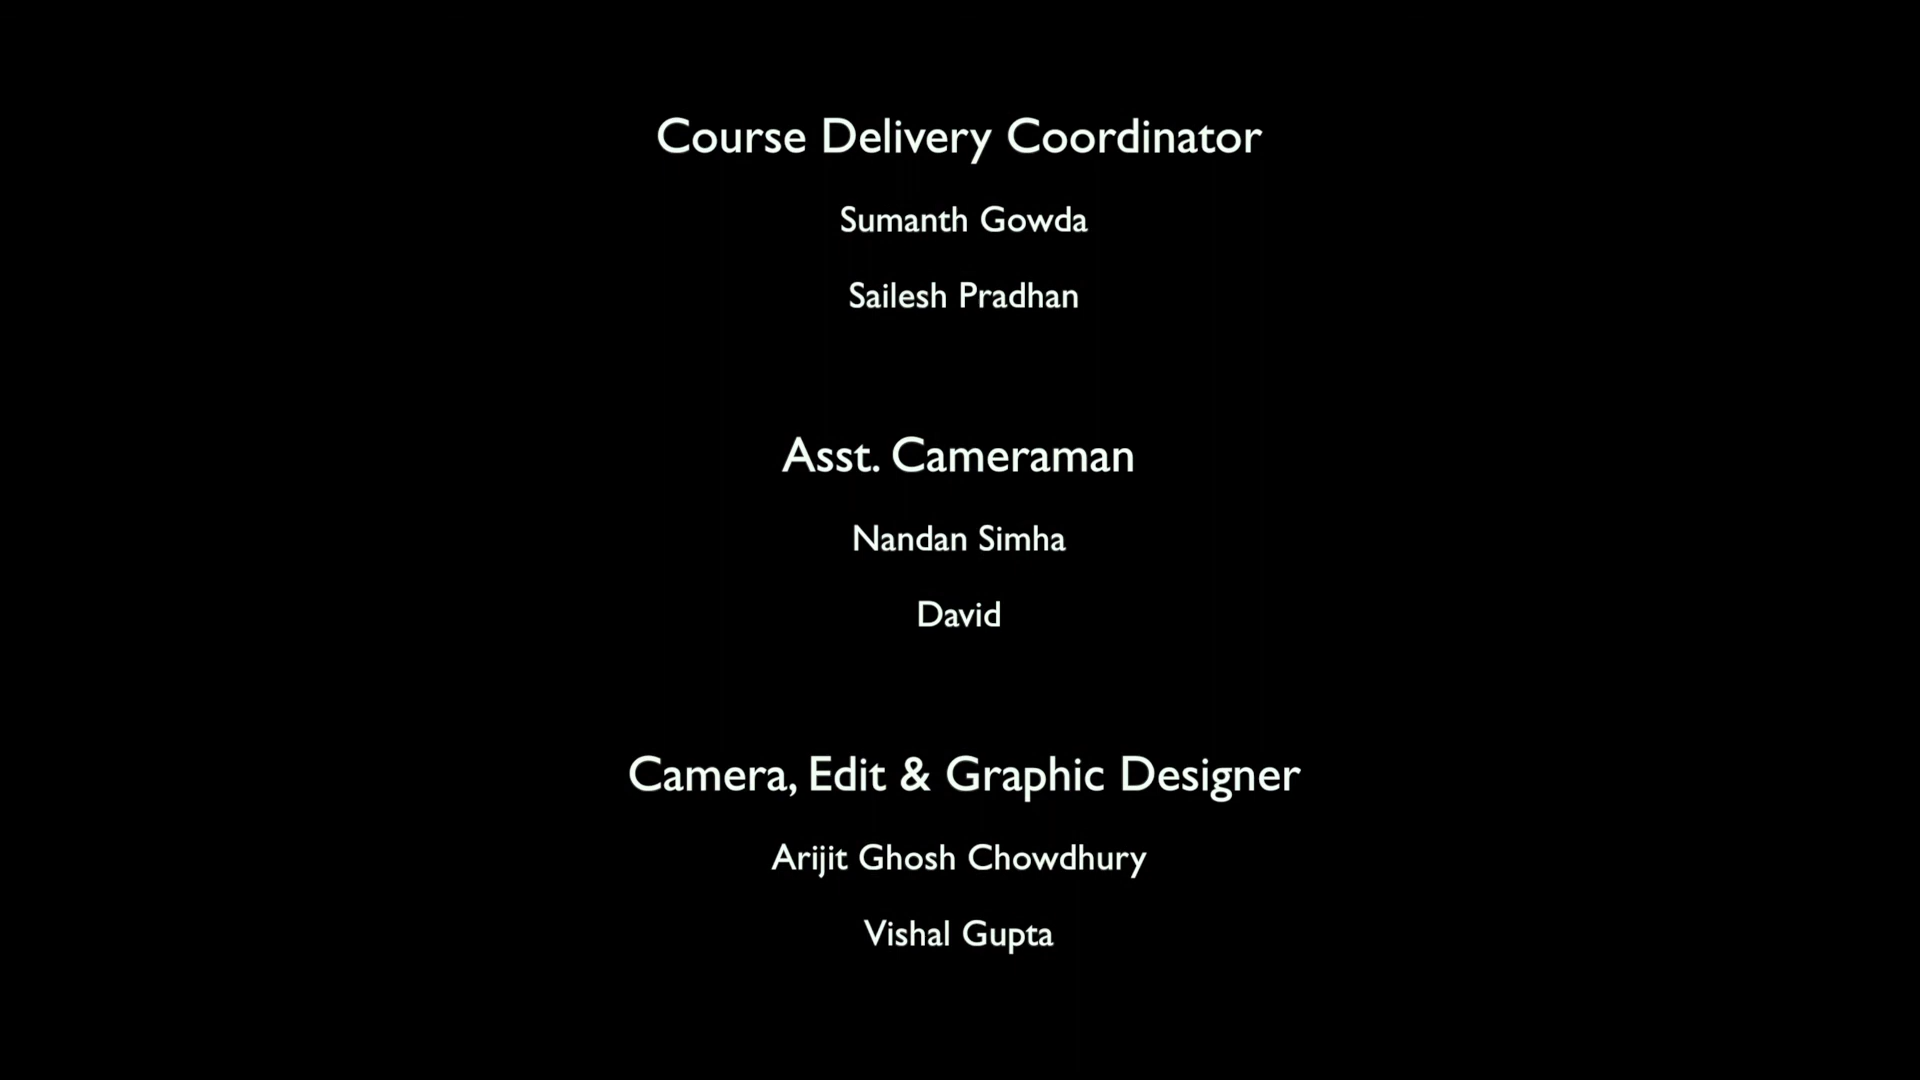 Course Delivery Coordinator
Sumanth Gowda
Sailesh Pradhan
Asst. Cameraman
Nandan Simha
David
Camera, Edit & Graphic Designer
Arijit Ghosh Chowdhury
Vishal Gupta